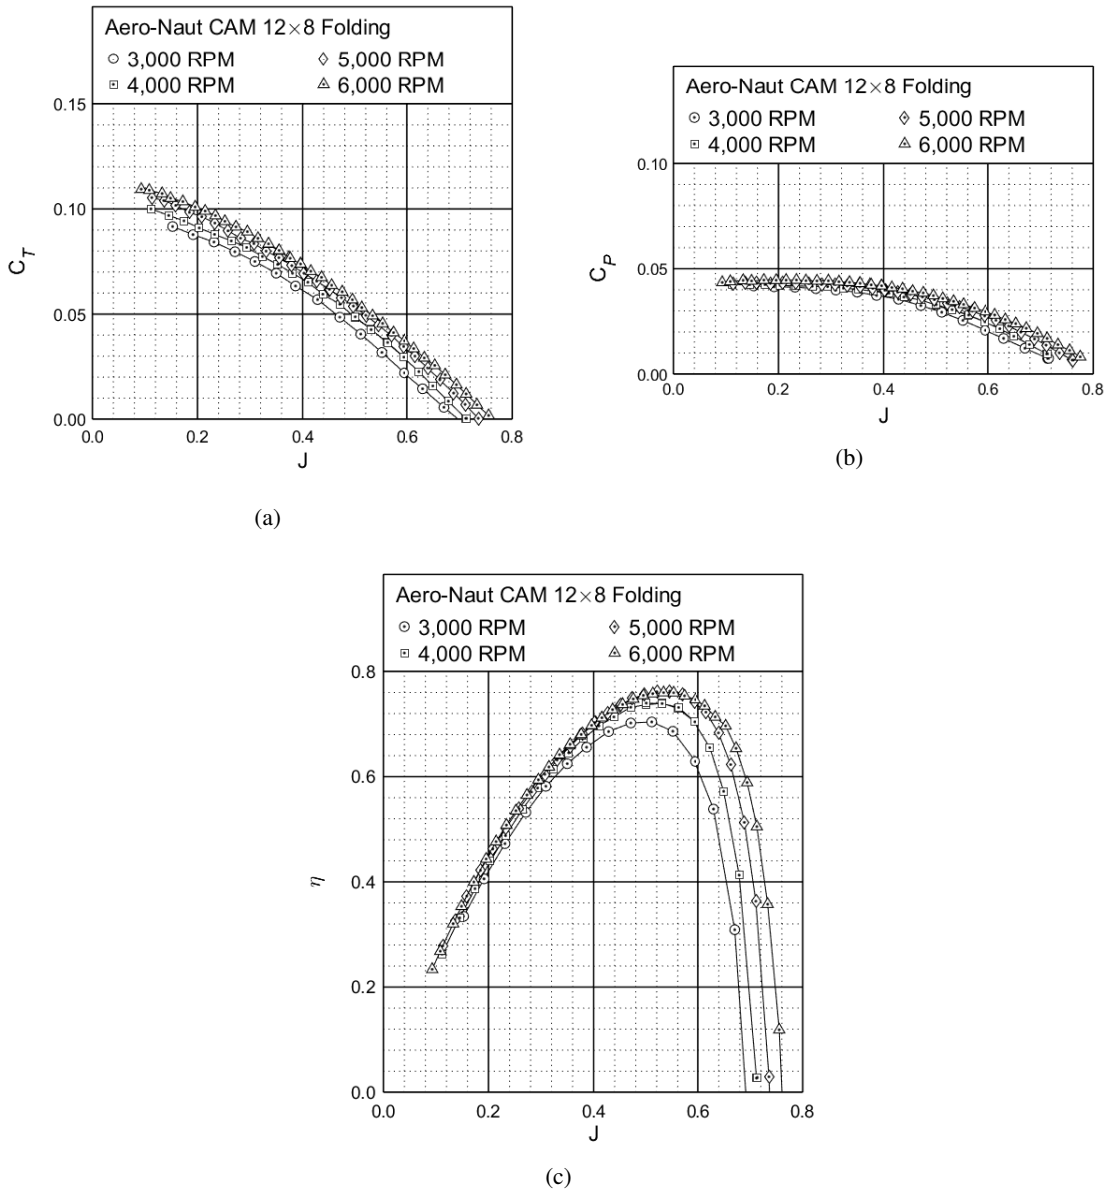 Aero-Naut CAM 12×8 Folding
3,000 RPM 5,000 RPM
4,000 RPM 6,000 RPM
0.15
0.10
0.05
0.00
C_T
0.0 0.2 0.4 0.6 0.8
J
(a)
Aero-Naut CAM 12×8 Folding
3,000 RPM 5,000 RPM
4,000 RPM 6,000 RPM
0.10
0.05
0.00
C_P
0.0 0.2 0.4 0.6 0.8
J
(b)
Aero-Naut CAM 12×8 Folding
3,000 RPM 5,000 RPM
4,000 RPM 6,000 RPM
0.8
0.6
0.4
0.2
0.0
η
0.0 0.2 0.4 0.6 0.8
J
(c)